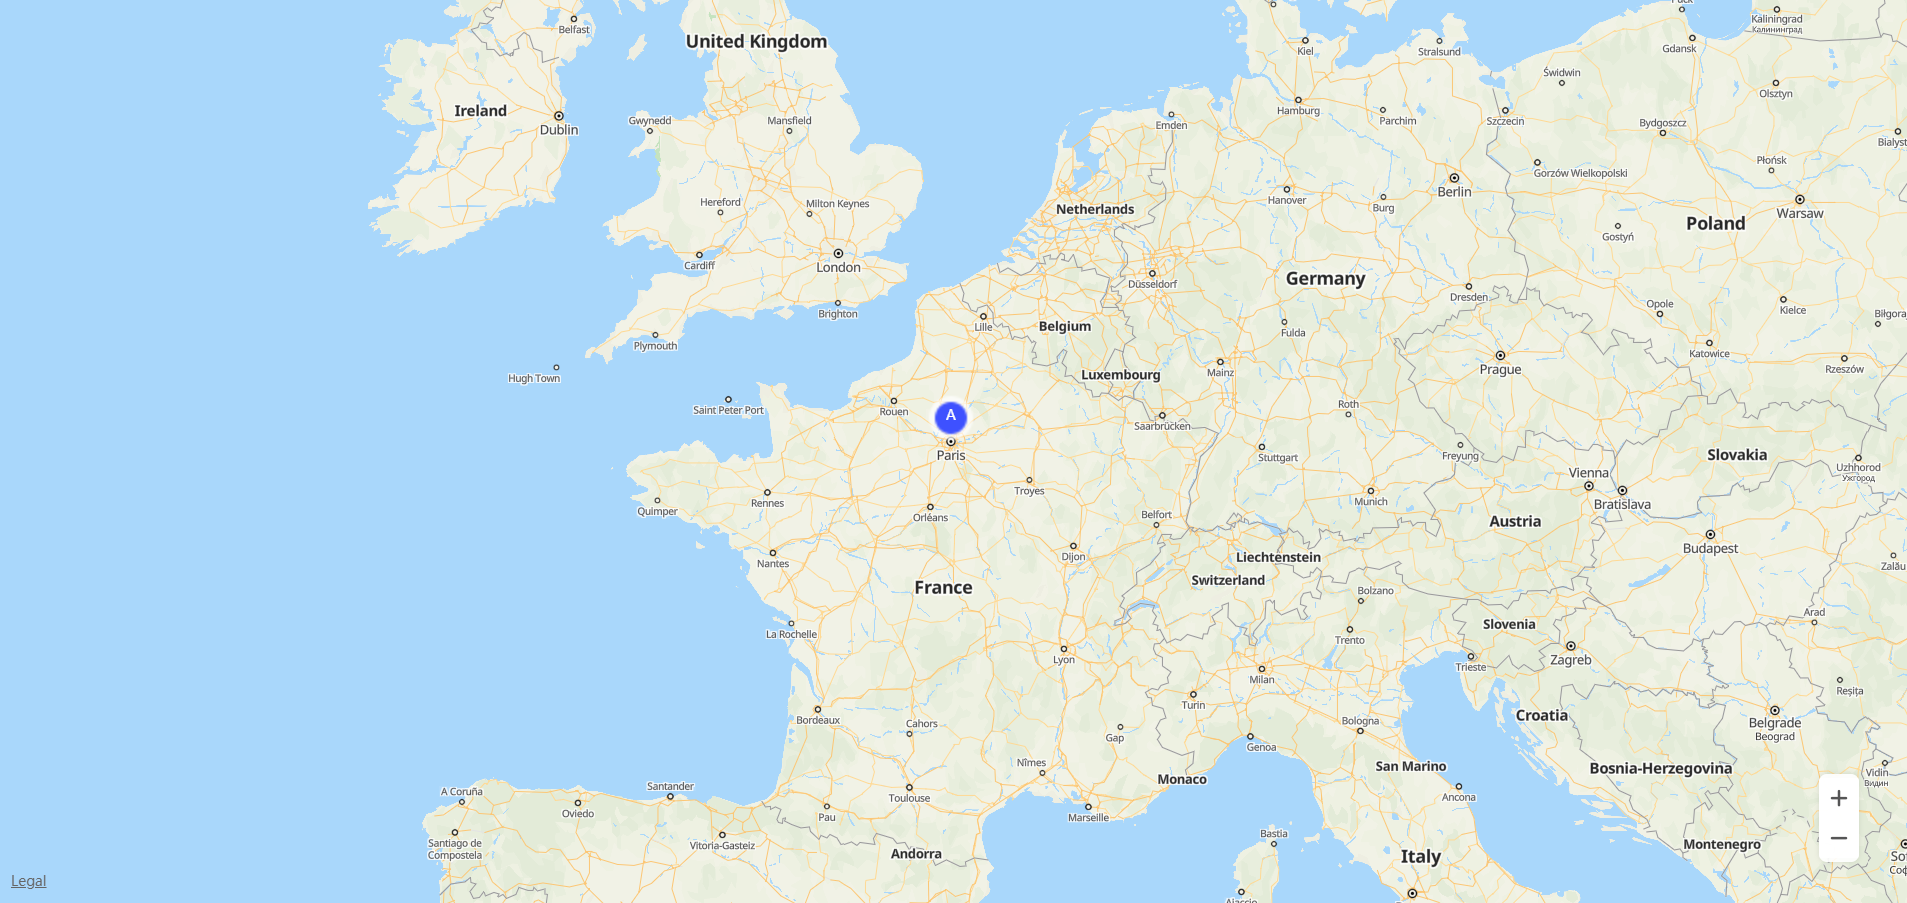 Belfast
United Kingdom
Kiel
Stralsund
Gdansk
Kaliningrad
Калининград
Świdwin
Olsztyn
Ireland
Dublin
Gwynedd
Mansfield
Emden
Hamburg
Parchim
Szczecin
Bydgoszcz
Płońsk
Hereford
Milton Keynes
Netherlands
Hanover
Burg
Berlin
Gorzów Wielkopolski
Warsaw
Poland
Gostyń
Cardiff
London
Brighton
Düsseldorf
Germany
Dresden
Opole
Kielce
Plymouth
Lille
Belgium
Fulda
Katowice
Rzeszów
Hugh Town
Luxembourg
Mainz
Prague
Saint Peter Port
Rouen
A
Paris
Saarbrücken
Roth
Stuttgart
Freyung
Slovakia
Uzhhorod
Ужгород
Quimper
Rennes
Orléans
Troyes
Belfort
Munich
Vienna
Bratislava
Austria
Nantes
Dijon
Liechtenstein
Switzerland
Budapest
Zalău
France
Bolzano
Arad
La Rochelle
Lyon
Trento
Slovenia
Trieste
Zagreb
Milan
Turin
Reșița
Bordeaux
Cahors
Gap
Genoa
Bologna
Croatia
Belgrade
Beograd
A Coruña
Oviedo
Santander
Pau
Toulouse
Nîmes
Marseille
Monaco
San Marino
Ancona
Bosnia-Herzegovina
Vidin
Видин
Santiago de
Compostela
Vitoria-Gasteiz
Andorra
Bastia
Italy
Montenegro
Legal